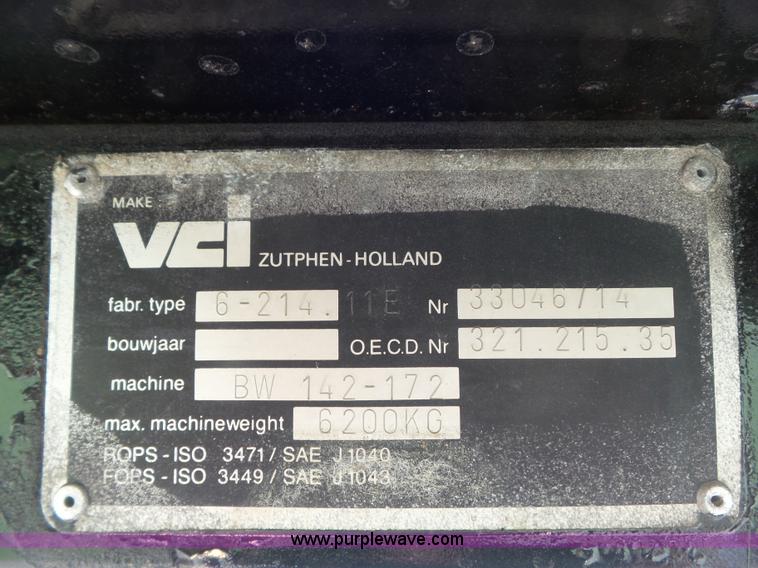 MAKE
VCI ZUTPHEN-HOLLAND
fabr. type 6-214.11E Nr 33046/14
bouwjaar O.E.C.D. Nr 321.215.35
machine BW 142-172
max. machineweight 6200KG
ROPS-ISO 3471/SAE J1040
FOPS-ISO 3449/SAE J1043
www.purplewave.com